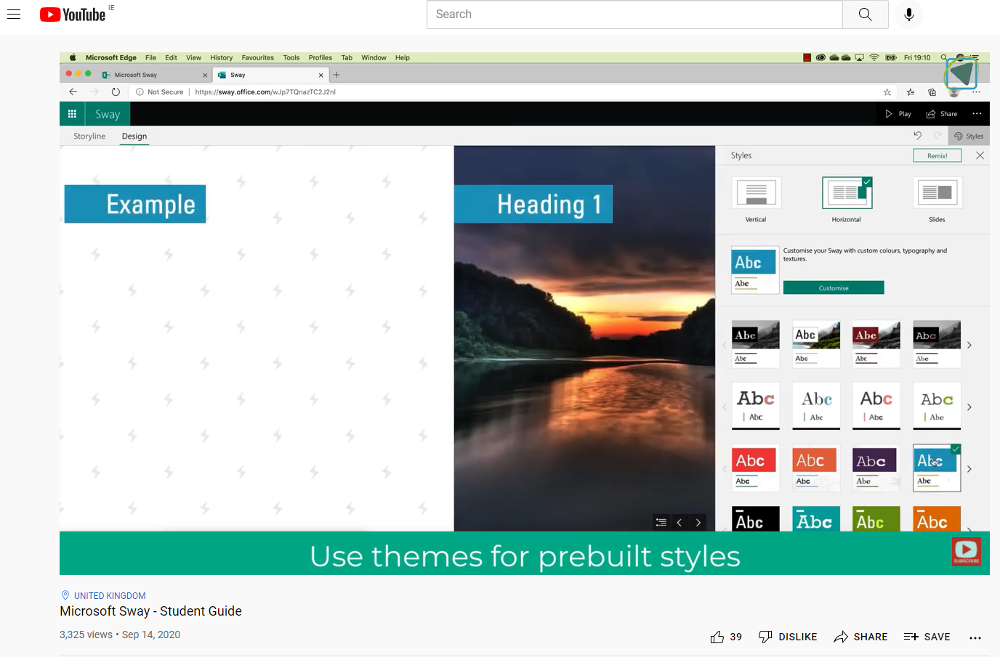 YouTube IE
Search
Microsoft Edge File Edit View History Favourites Tools Profiles Tab Window Help
Fri 19:10
Microsoft Sway
Sway
Not Secure | https://sway.office.com/wJp7TQnazTC2J2nl
Sway
Play
Share
Storyline
Design
Styles
Styles
Remix!
Example
Heading 1
Vertical
Horizontal
Slides
Abc
Abc
Customise your Sway with custom colours, typography and
textures.
Customise
Abc Abc Abc Abc
Abc Abc Abc Abc
Abc Abc Abc Abc
Abc Abc Abc Abc
Abc Abc Abc Abc
Abc Abc Abc Abc
Abc Abc Abc Abc
Use themes for prebuilt styles
SUBSCRIBE
UNITED KINGDOM
Microsoft Sway - Student Guide
3,325 views • Sep 14, 2020
39
DISLIKE
SHARE
SAVE